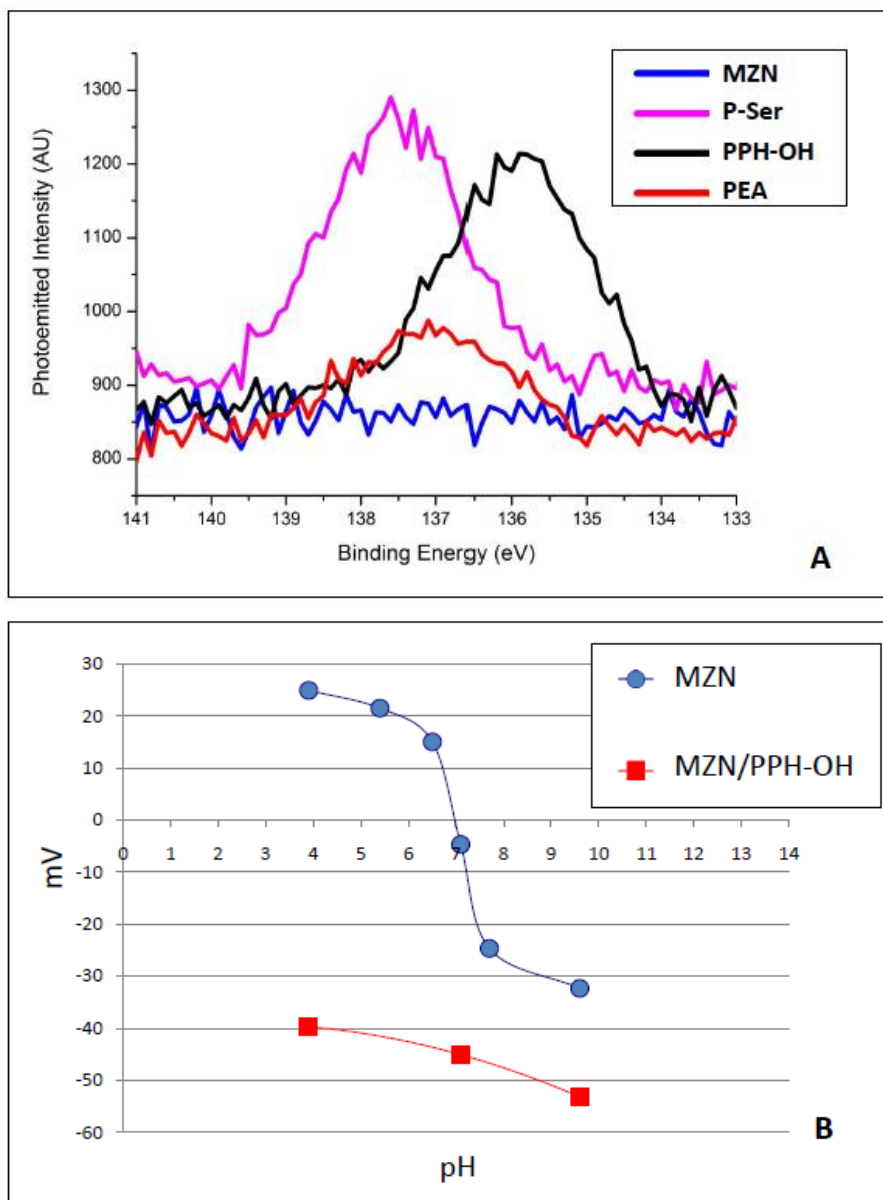 MZN
P-Ser
PPH-OH
PEA
Photoemitted Intensity (AU)
1300
1200
1100
1000
900
800
141 140 139 138 137 136 135 134 133
Binding Energy (eV)
A
30
20
10
0
-10
-20
-30
-40
-50
-60
mV
0 1 2 3 4 5 6 7 8 9 10 11 12 13 14
MZN
MZN/PPH-OH
pH
B